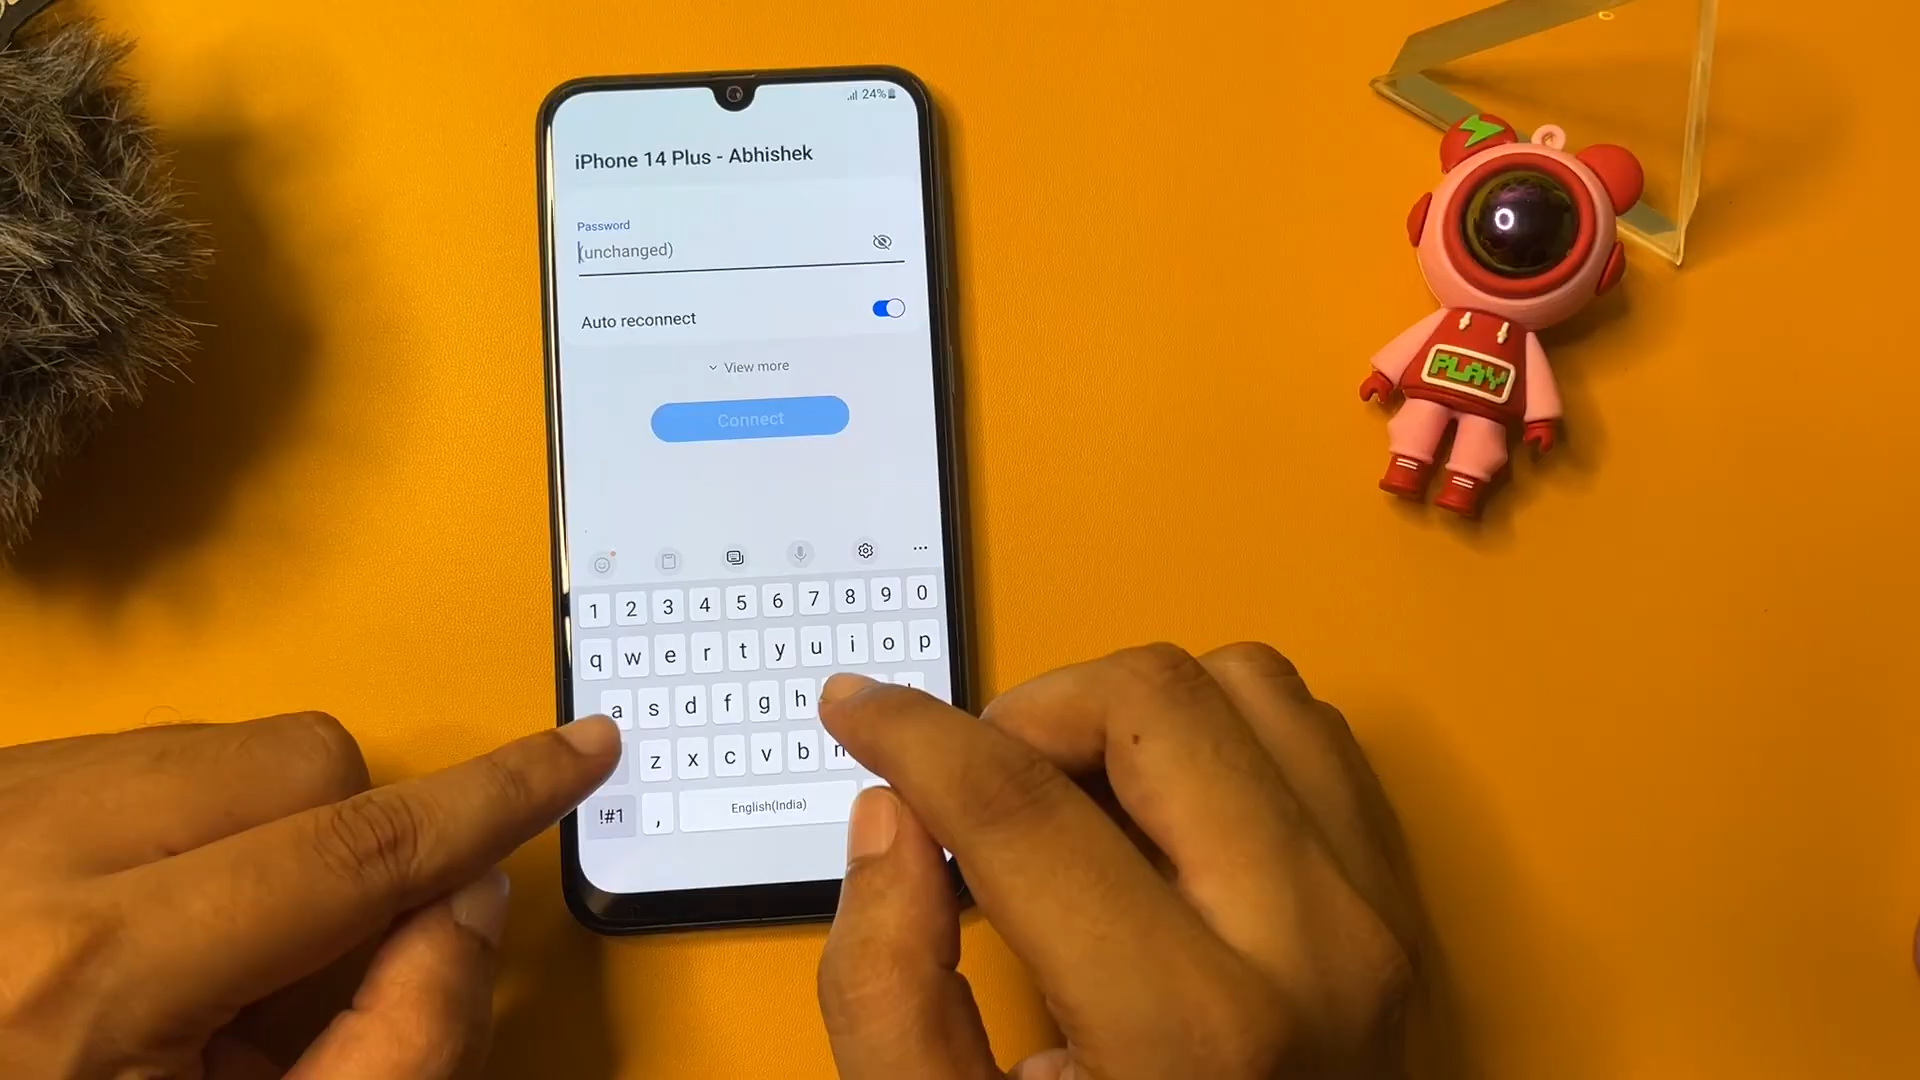 24%
iPhone 14 Plus - Abhishek
Password
(unchanged)
Auto reconnect
View more
Connect
1 2 3 4 5 6 7 8 9 0
q w e r t y u i o p
a s d f g h
z x c v b n
!#1 , English(India)
PLAY